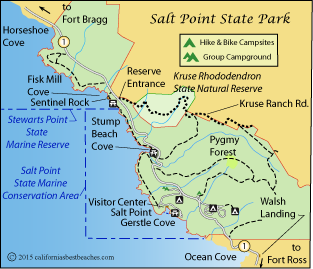 Salt Point State Park
to
Fort Bragg
Horseshoe
Cove
1
Hike & Bike Campsites
Group Campground
Reserve
Entrance
Kruse Rhododendron
State Natural Reserve
Fisk Mill
Cove
Sentinel Rock
Kruse Ranch Rd.
Stewarts Point
State
Marine Reserve
Stump
Beach
Cove
Pygmy
Forest
Salt Point
State Marine
Conservation Area
Visitor Center
Salt Point
Gerstle Cove
Walsh
Landing
1
Ocean Cove
to
Fort Ross
© 2015 californiasbestbeaches.com